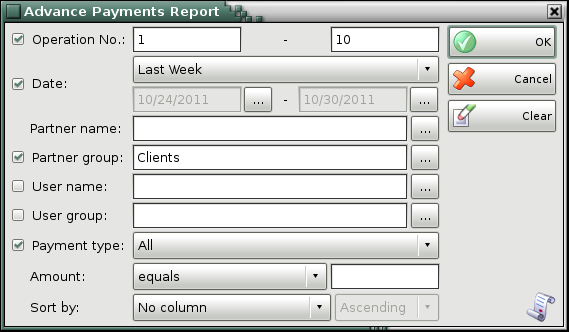 Advance Payments Report
Operation No.: 1 - 10
OK
Date: Last Week
10/24/2011 ... - 10/30/2011 ...
Cancel
Partner name: ...
Clear
Partner group: Clients ...
User name: ...
User group: ...
Payment type: All
Amount: equals
Sort by: No column Ascending